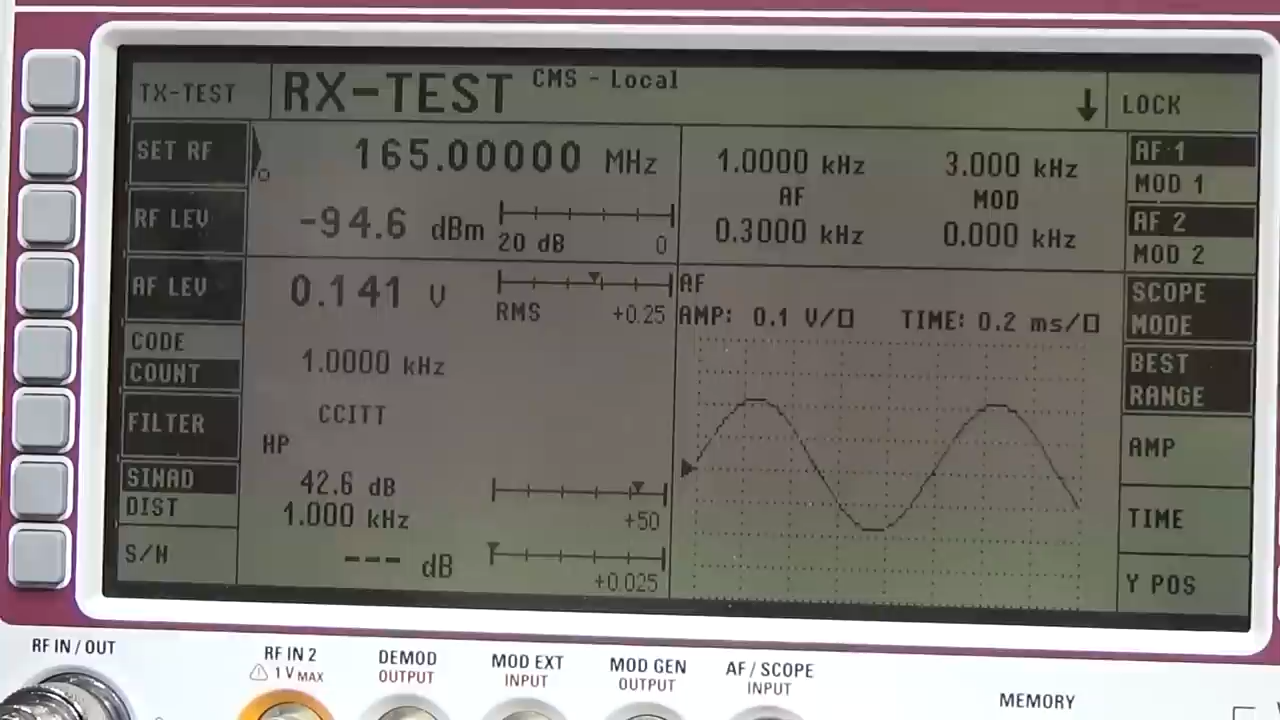 TX-TEST
RX-TEST
CMS - Local
LOCK
SET RF
165.00000 MHz
RF LEV
-94.6 dBm
20 dB
0
1.0000 kHz
3.000 kHz
AF
MOD
0.3000 kHz
0.000 kHz
AF 1
MOD 1
AF 2
MOD 2
AF LEV
0.141 V
RMS
+0.25
AF
AMP: 0.1 V/□
TIME: 0.2 ms/□
SCOPE
MODE
CODE
COUNT
1.0000 kHz
BEST
RANGE
FILTER
CCITT
HP
AMP
SINAD
DIST
42.6 dB
1.000 kHz
+50
TIME
S/N
--- dB
+0.025
Y POS
RF IN / OUT
RF IN 2
⚠ 1 V MAX
DEMOD
OUTPUT
MOD EXT
INPUT
MOD GEN
OUTPUT
AF / SCOPE
INPUT
MEMORY